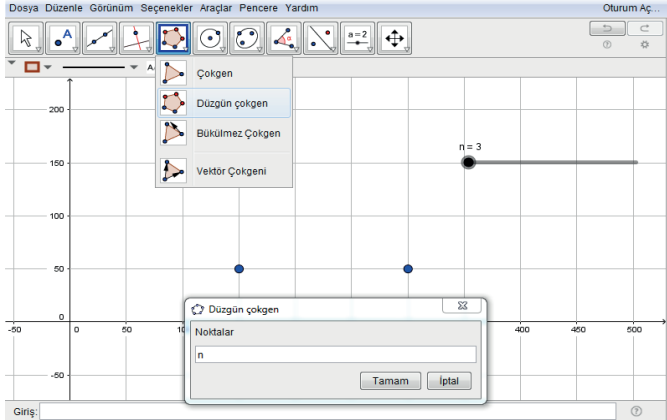 Dosya Düzenle Görünüm Seçenekler Araçlar Pencere Yardım Oturum Aç...
A
α
a=2
Çokgen
Düzgün çokgen
Bükülmez Çokgen
Vektör Çokgeni
n = 3
200
150
100
50
0
-50
-50 0 50 400 450 500
Düzgün çokgen
Noktalar
n
Tamam İptal
Giriş: